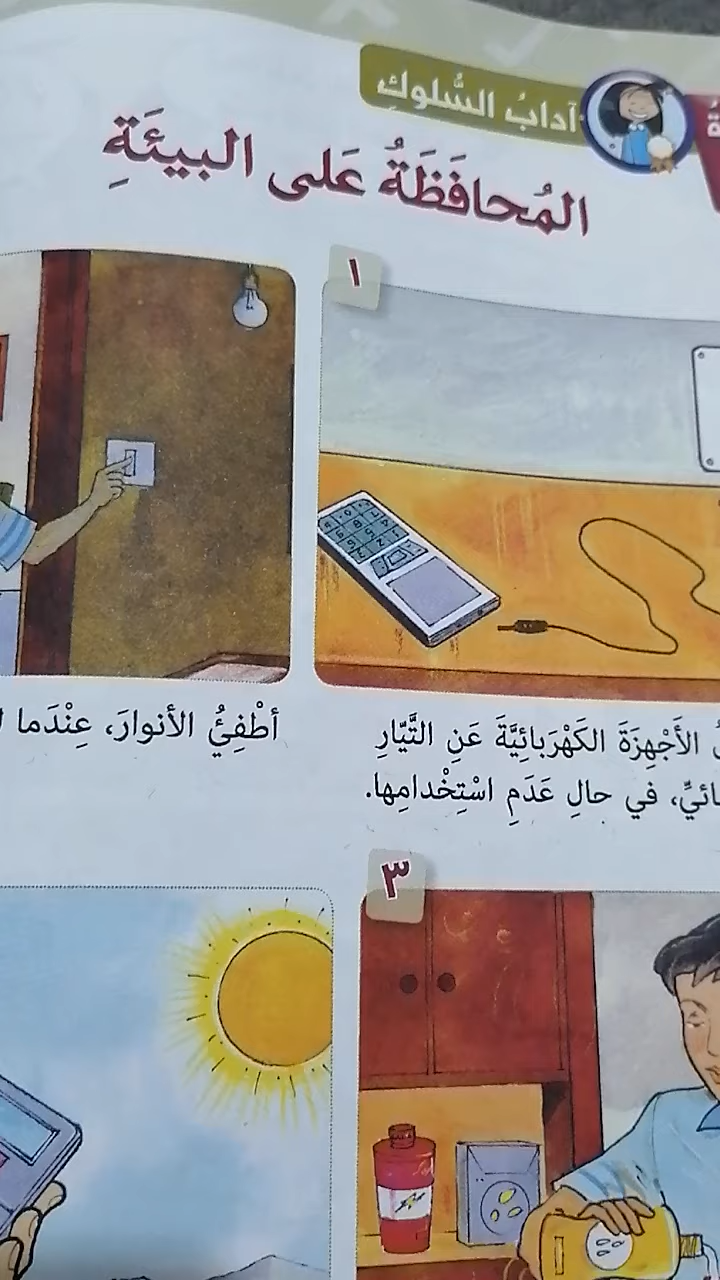 آدابُ السُّلوكِ
المُحافَظَةُ عَلى البيئَةِ
١
الأَجْهِزَةَ الكَهْرَبائِيَّةَ عَنِ التَّيّارِ
في حالِ عَدَمِ اسْتِخْدامِها.
أطْفِئُ الأنوارَ، عِنْدَما
٣